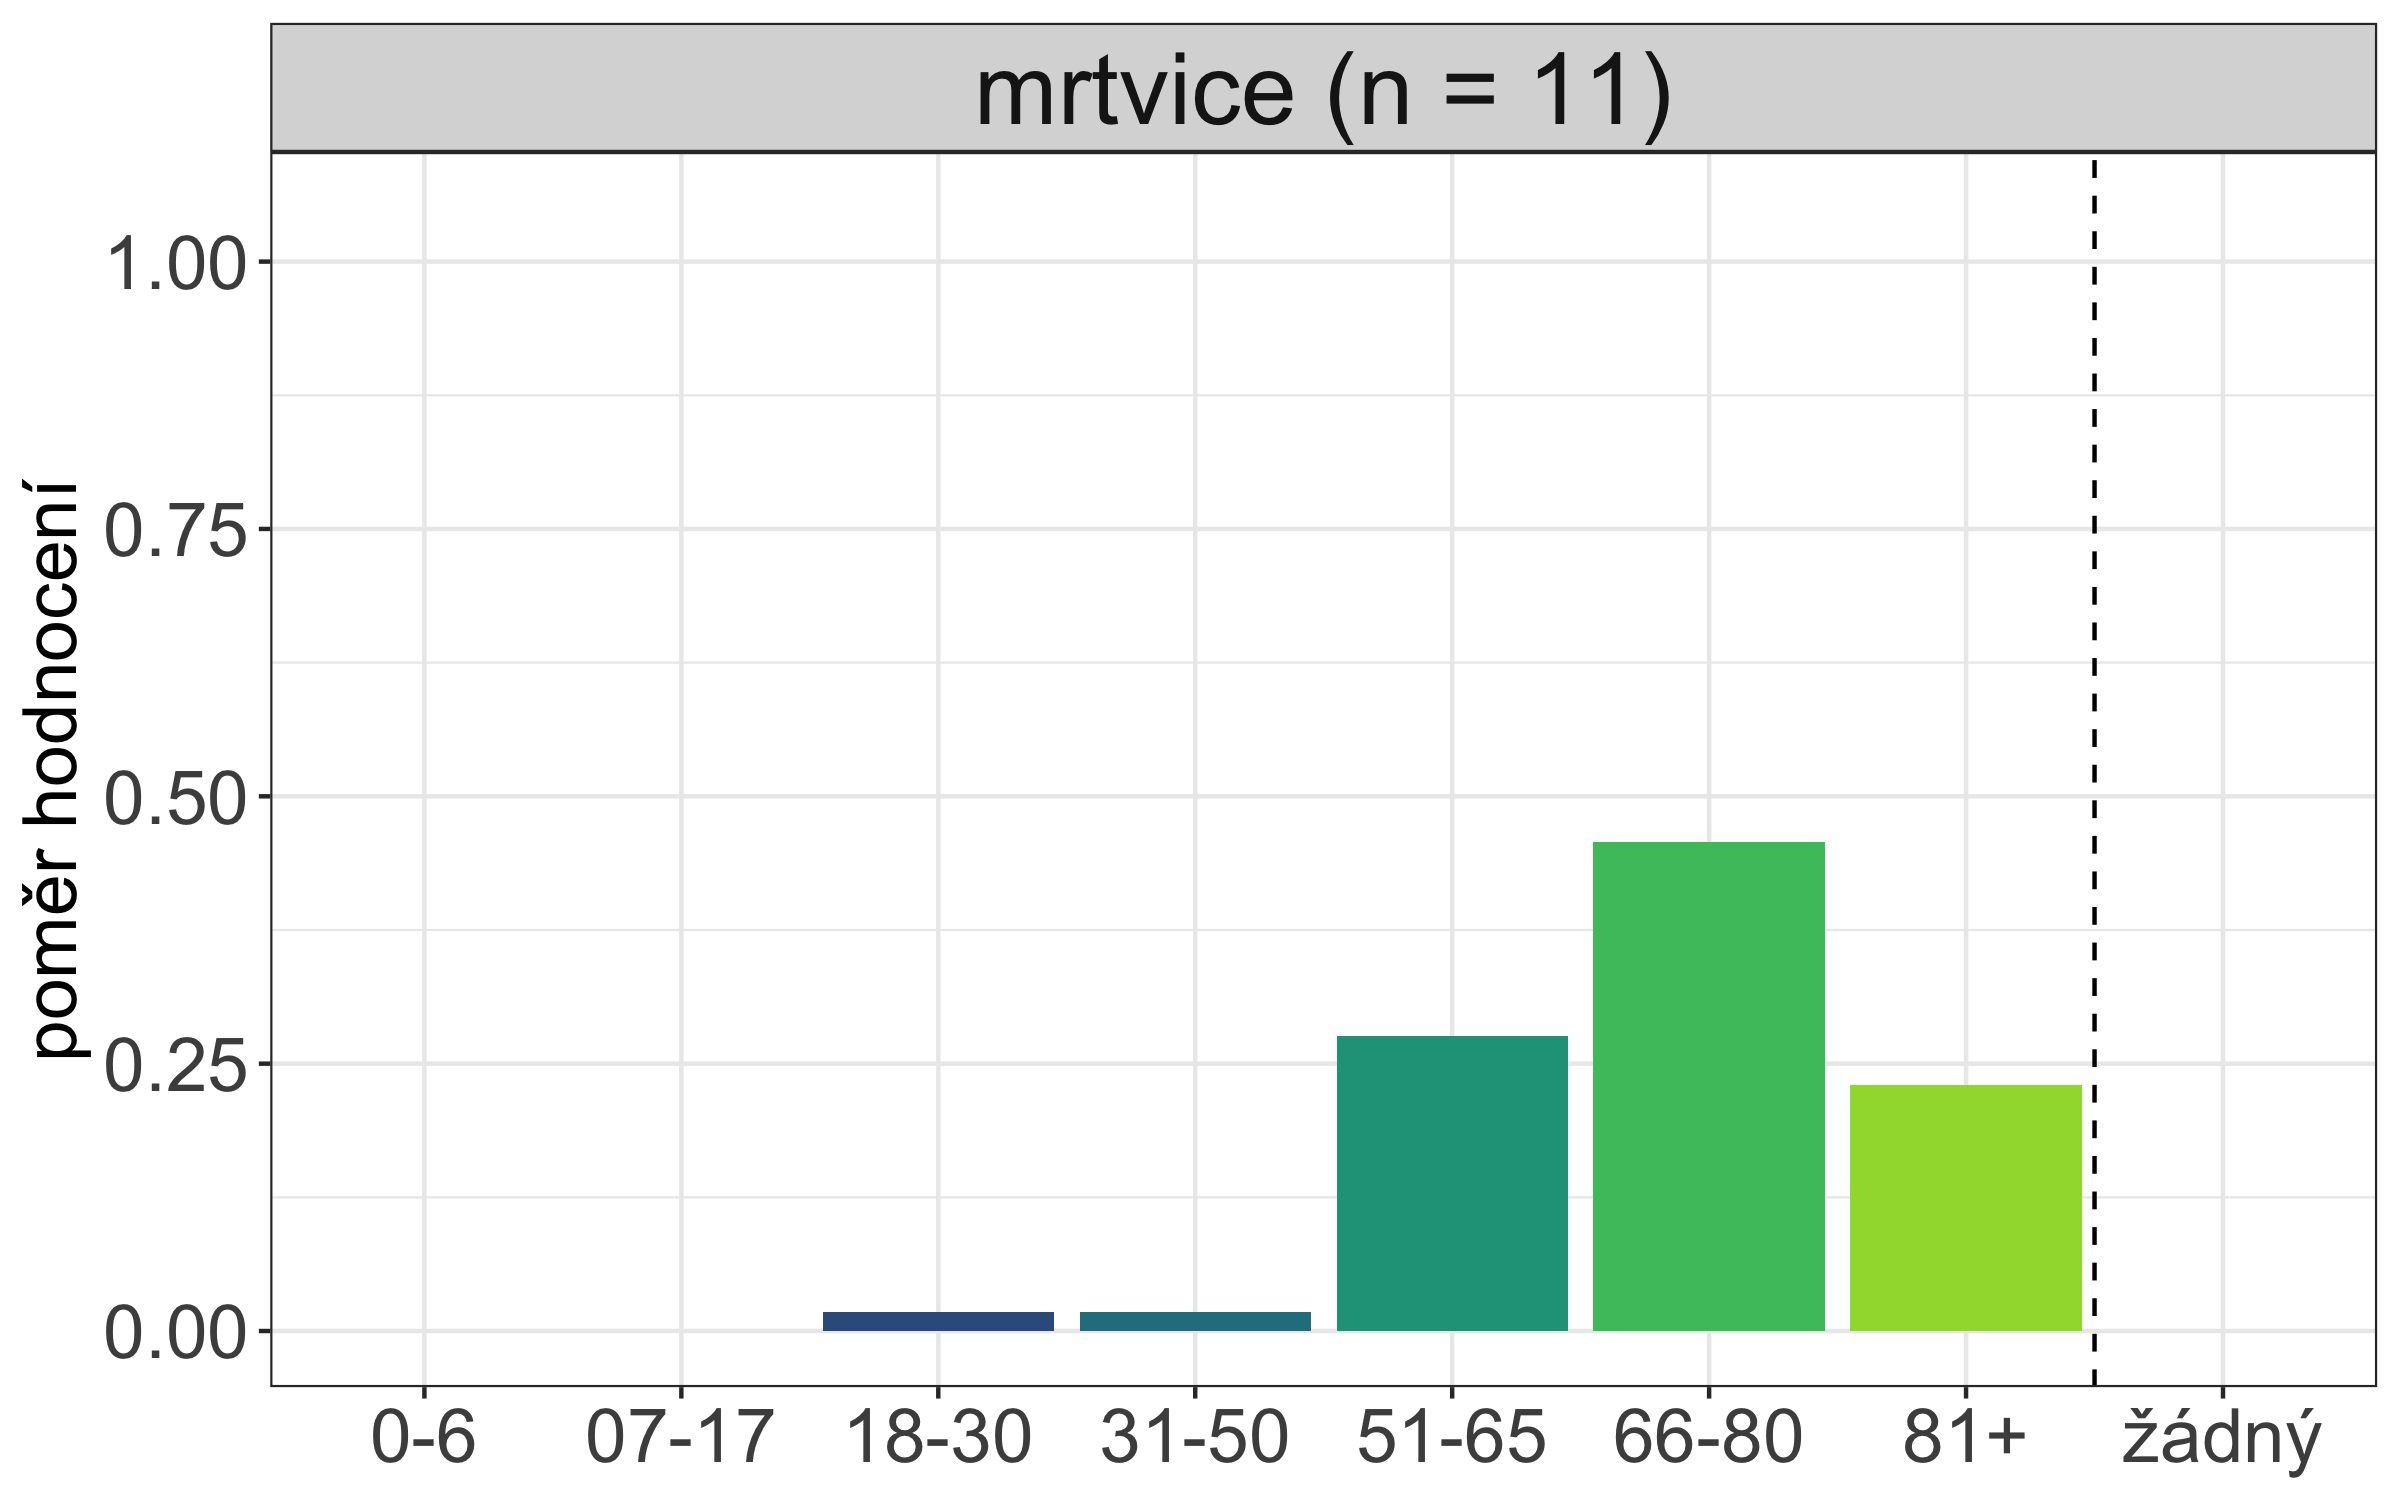 mrtvice (n = 11)
poměr hodnocení
1.00
0.75
0.50
0.25
0.00
0-6 07-17 18-30 31-50 51-65 66-80 81+ žádný